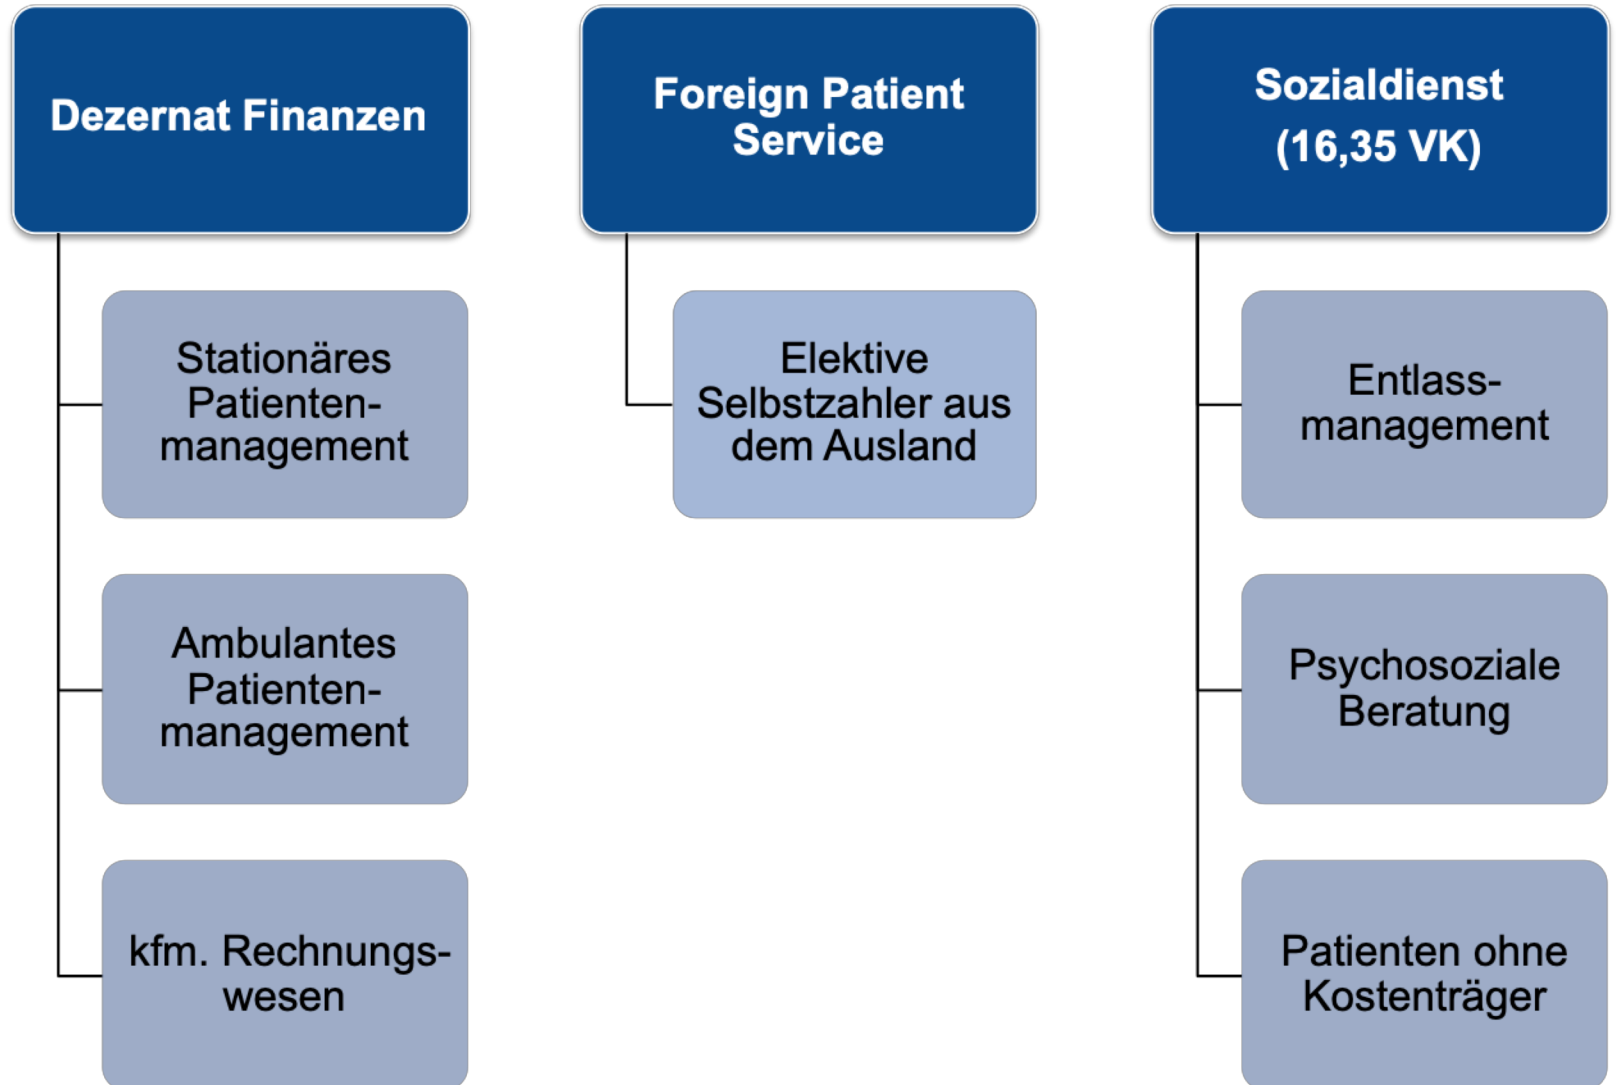 Dezernat Finanzen
Stationäres
Patienten-
management
Ambulantes
Patienten-
management
kfm. Rechnungs-
wesen
Foreign Patient
Service
Elektive
Selbstzahler aus
dem Ausland
Sozialdienst
(16,35 VK)
Entlass-
management
Psychosoziale
Beratung
Patienten ohne
Kostenträger